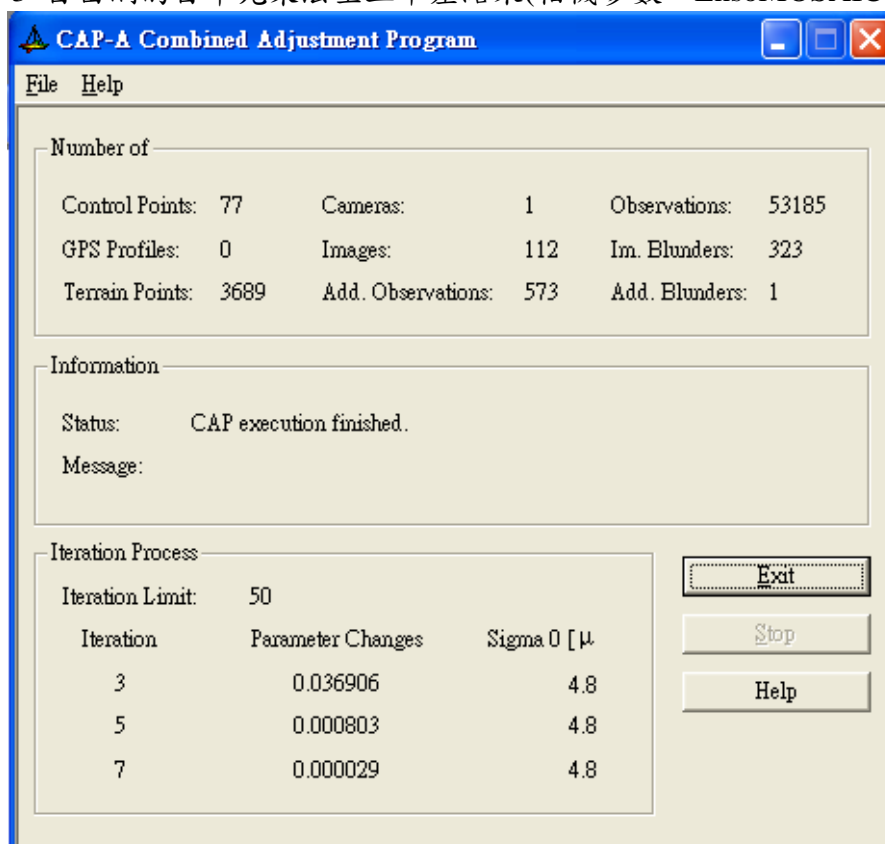 CAP-A Combined Adjustment Program
File Help
Number of
Control Points: 77 Cameras: 1 Observations: 53185
GPS Profiles: 0 Images: 112 Im. Blunders: 323
Terrain Points: 3689 Add. Observations: 573 Add. Blunders: 1
Information
Status: CAP execution finished.
Message:
Iteration Process
Iteration Limit: 50
Iteration Parameter Changes Sigma 0 [μ
3 0.036906 4.8
5 0.000803 4.8
7 0.000029 4.8
Exit
Stop
Help